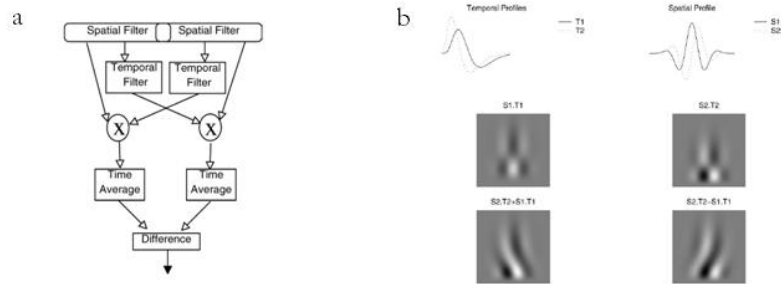 a
Spatial Filter Spatial Filter
Temporal Filter
Temporal Filter
X X
Time Average
Time Average
Difference
b
Temporal Profiles
T1
T2
Spatial Profile
S1
S2
S1.T1
S2.T2
S2.T2+S1.T1
S2.T2-S1.T1